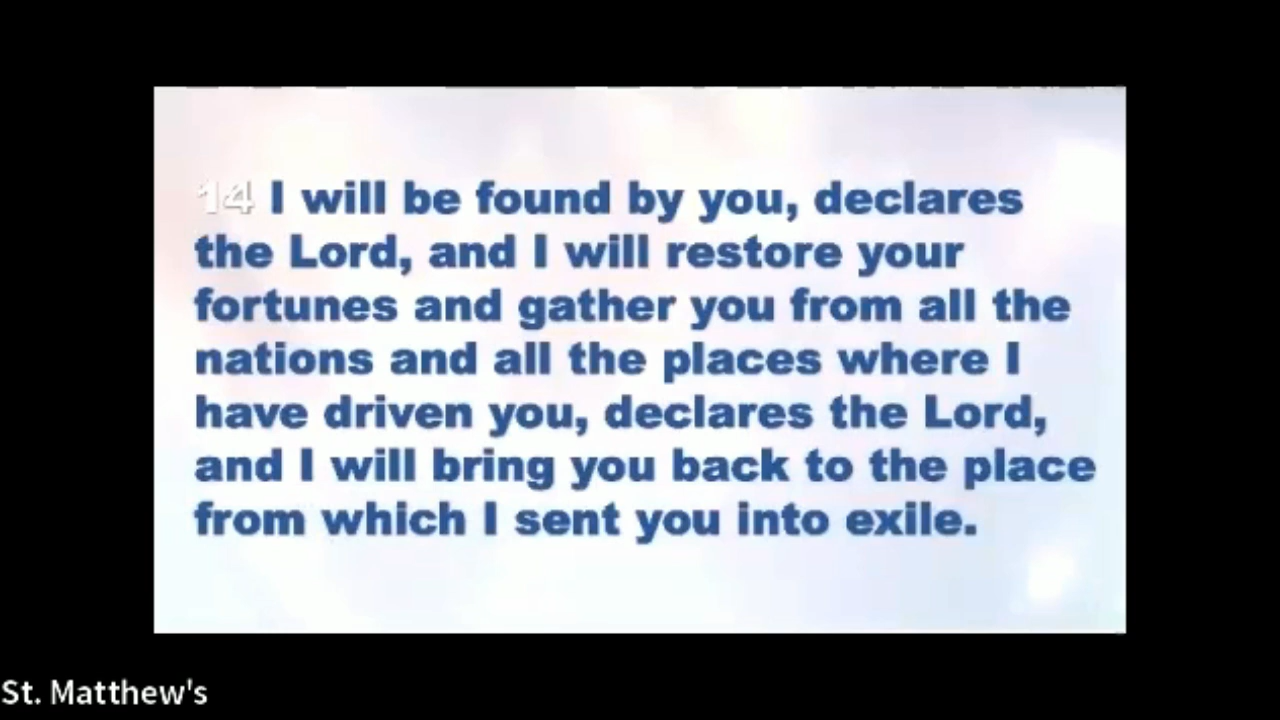 14 I will be found by you, declares
the Lord, and I will restore your
fortunes and gather you from all the
nations and all the places where I
have driven you, declares the Lord,
and I will bring you back to the place
from which I sent you into exile.
St. Matthew's